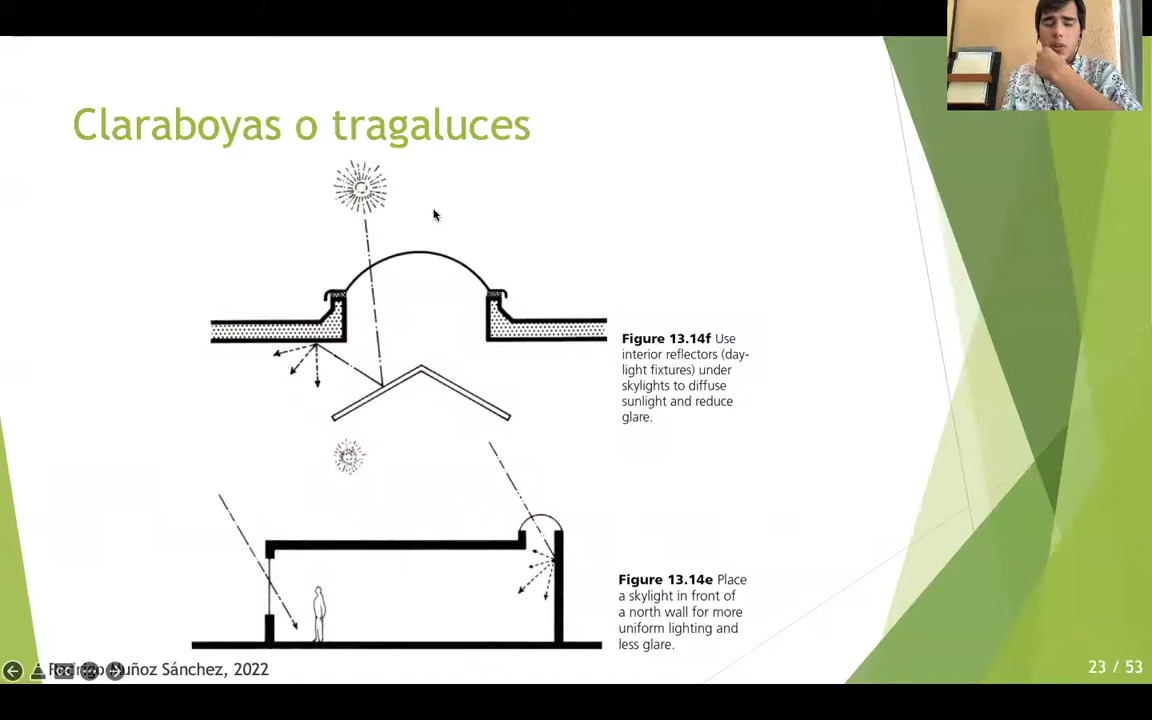 Claraboyas o tragaluces
Figure 13.14f Use
interior reflectors (day-
light fixtures) under
skylights to diffuse
sunlight and reduce
glare.
Figure 13.14e Place
a skylight in front of
a north wall for more
uniform lighting and
less glare.
Rodrigo Muñoz Sánchez, 2022
23 / 53